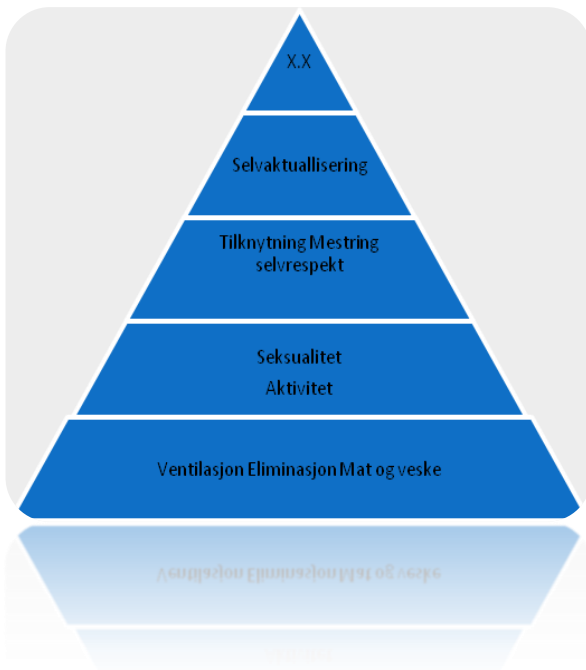 X.X
Selvaktuallisering
Tilknytning Mestring
selvrespekt
Seksualitet
Aktivitet
Ventilasjon Eliminasjon Mat og veske